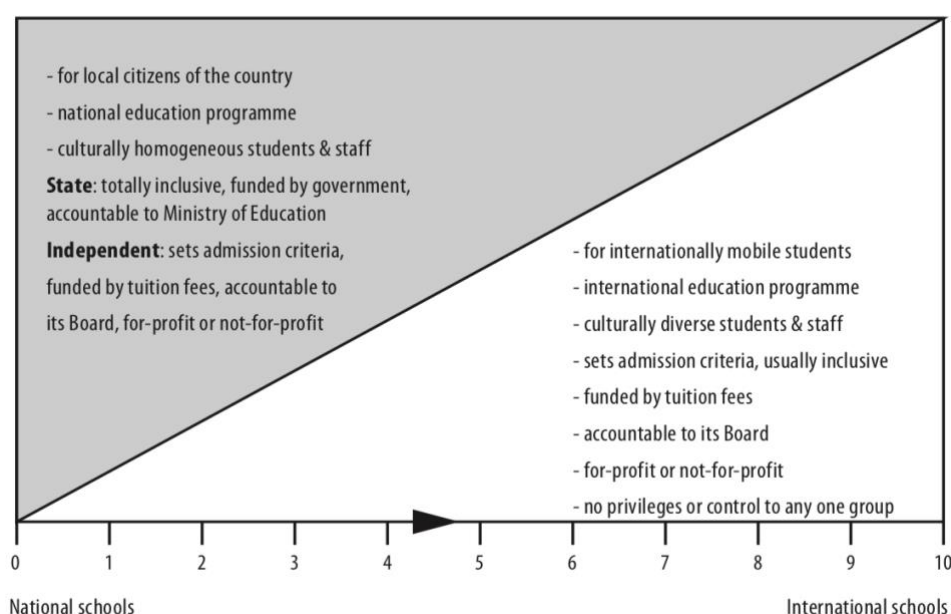 - for local citizens of the country
- national education programme
- culturally homogeneous students & staff
State: totally inclusive, funded by government,
accountable to Ministry of Education
Independent: sets admission criteria,
funded by tuition fees, accountable to
its Board, for-profit or not-for-profit
- for internationally mobile students
- international education programme
- culturally diverse students & staff
- sets admission criteria, usually inclusive
- funded by tuition fees
- accountable to its Board
- for-profit or not-for-profit
- no privileges or control to any one group
0 1 2 3 4 5 6 7 8 9 10
National schools International schools